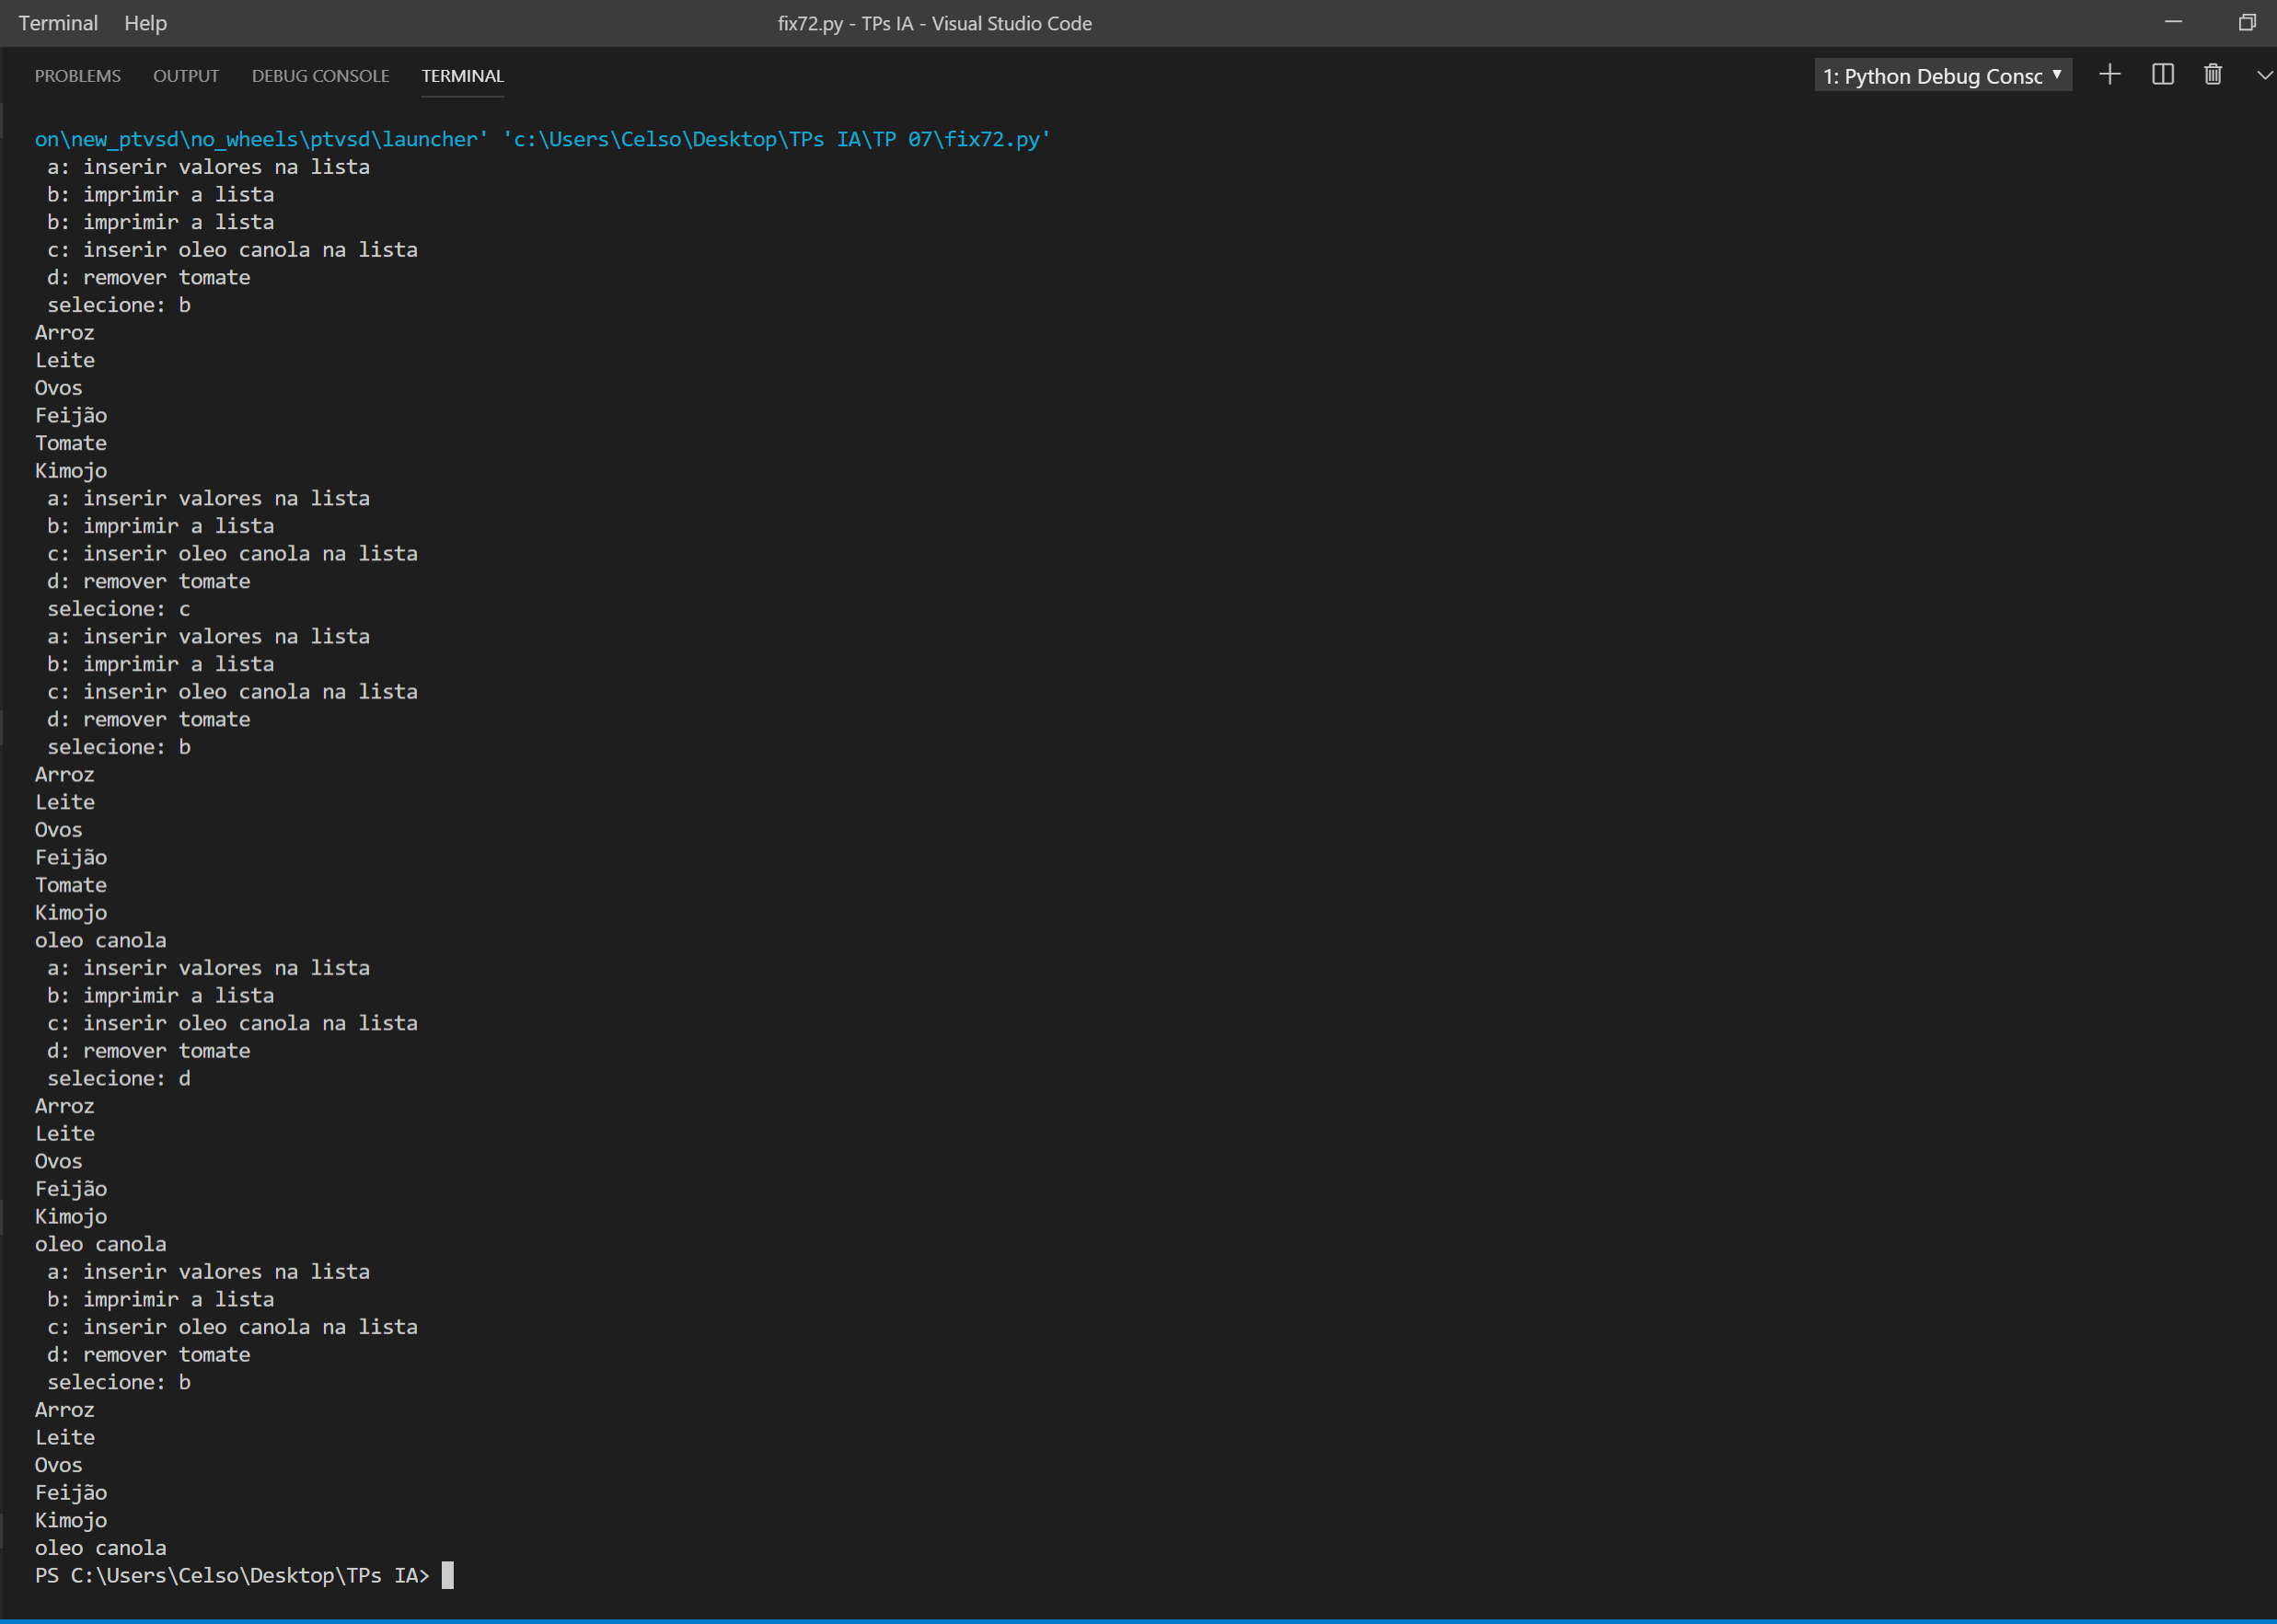 Terminal Help fix72.py - TPs IA - Visual Studio Code
PROBLEMS OUTPUT DEBUG CONSOLE TERMINAL 1: Python Debug Consc
on\new_ptvsd\no_wheels\ptvsd\launcher' 'c:\Users\Celso\Desktop\TPs IA\TP 07\fix72.py'
a: inserir valores na lista
b: imprimir a lista
b: imprimir a lista
c: inserir oleo canola na lista
d: remover tomate
selecione: b
Arroz
Leite
Ovos
Feijão
Tomate
Kimojo
a: inserir valores na lista
b: imprimir a lista
c: inserir oleo canola na lista
d: remover tomate
selecione: c
a: inserir valores na lista
b: imprimir a lista
c: inserir oleo canola na lista
d: remover tomate
selecione: b
Arroz
Leite
Ovos
Feijão
Tomate
Kimojo
oleo canola
a: inserir valores na lista
b: imprimir a lista
c: inserir oleo canola na lista
d: remover tomate
selecione: d
Arroz
Leite
Ovos
Feijão
Kimojo
oleo canola
a: inserir valores na lista
b: imprimir a lista
c: inserir oleo canola na lista
d: remover tomate
selecione: b
Arroz
Leite
Ovos
Feijão
Kimojo
oleo canola
PS C:\Users\Celso\Desktop\TPs IA>